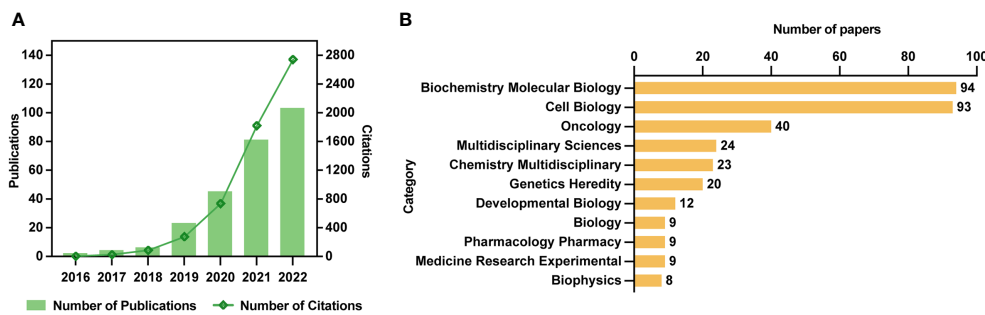 A
Publications
140
120
100
80
60
40
20
0
2800
2400
2000
1600
1200
800
400
0
Citations
2016 2017 2018 2019 2020 2021 2022
Number of Publications Number of Citations
B
Number of papers
0 20 40 60 80 100
Category
Biochemistry Molecular Biology 94
Cell Biology 93
Oncology 40
Multidisciplinary Sciences 24
Chemistry Multidisciplinary 23
Genetics Heredity 20
Developmental Biology 12
Biology 9
Pharmacology Pharmacy 9
Medicine Research Experimental 9
Biophysics 8